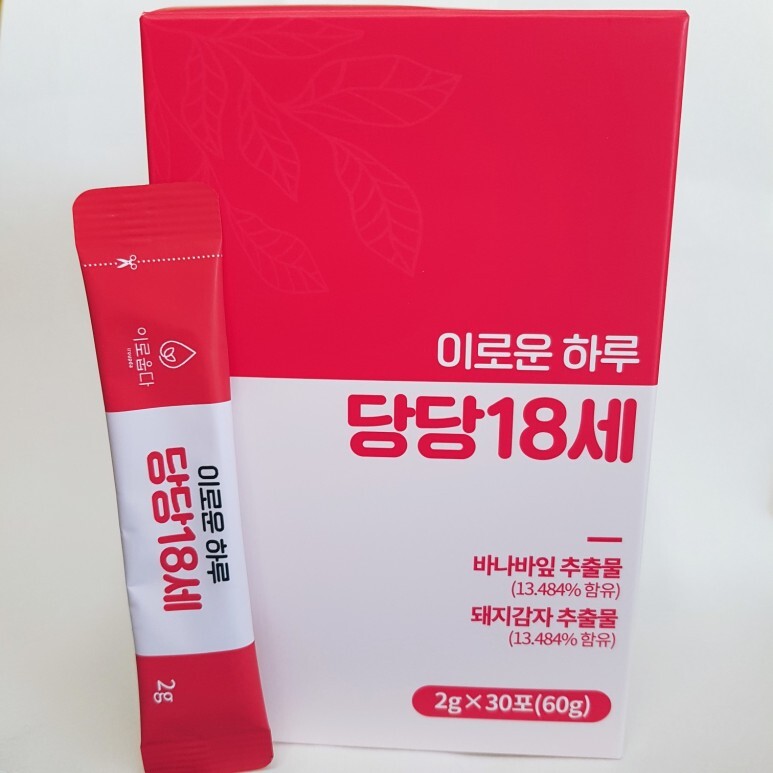 이로운 하루
당당18세
바나바잎 추출물
(13.484% 함유)
돼지감자 추출물
(13.484% 함유)
2g×30포(60g)
이로움다
이로운 하루
당당18세
2g